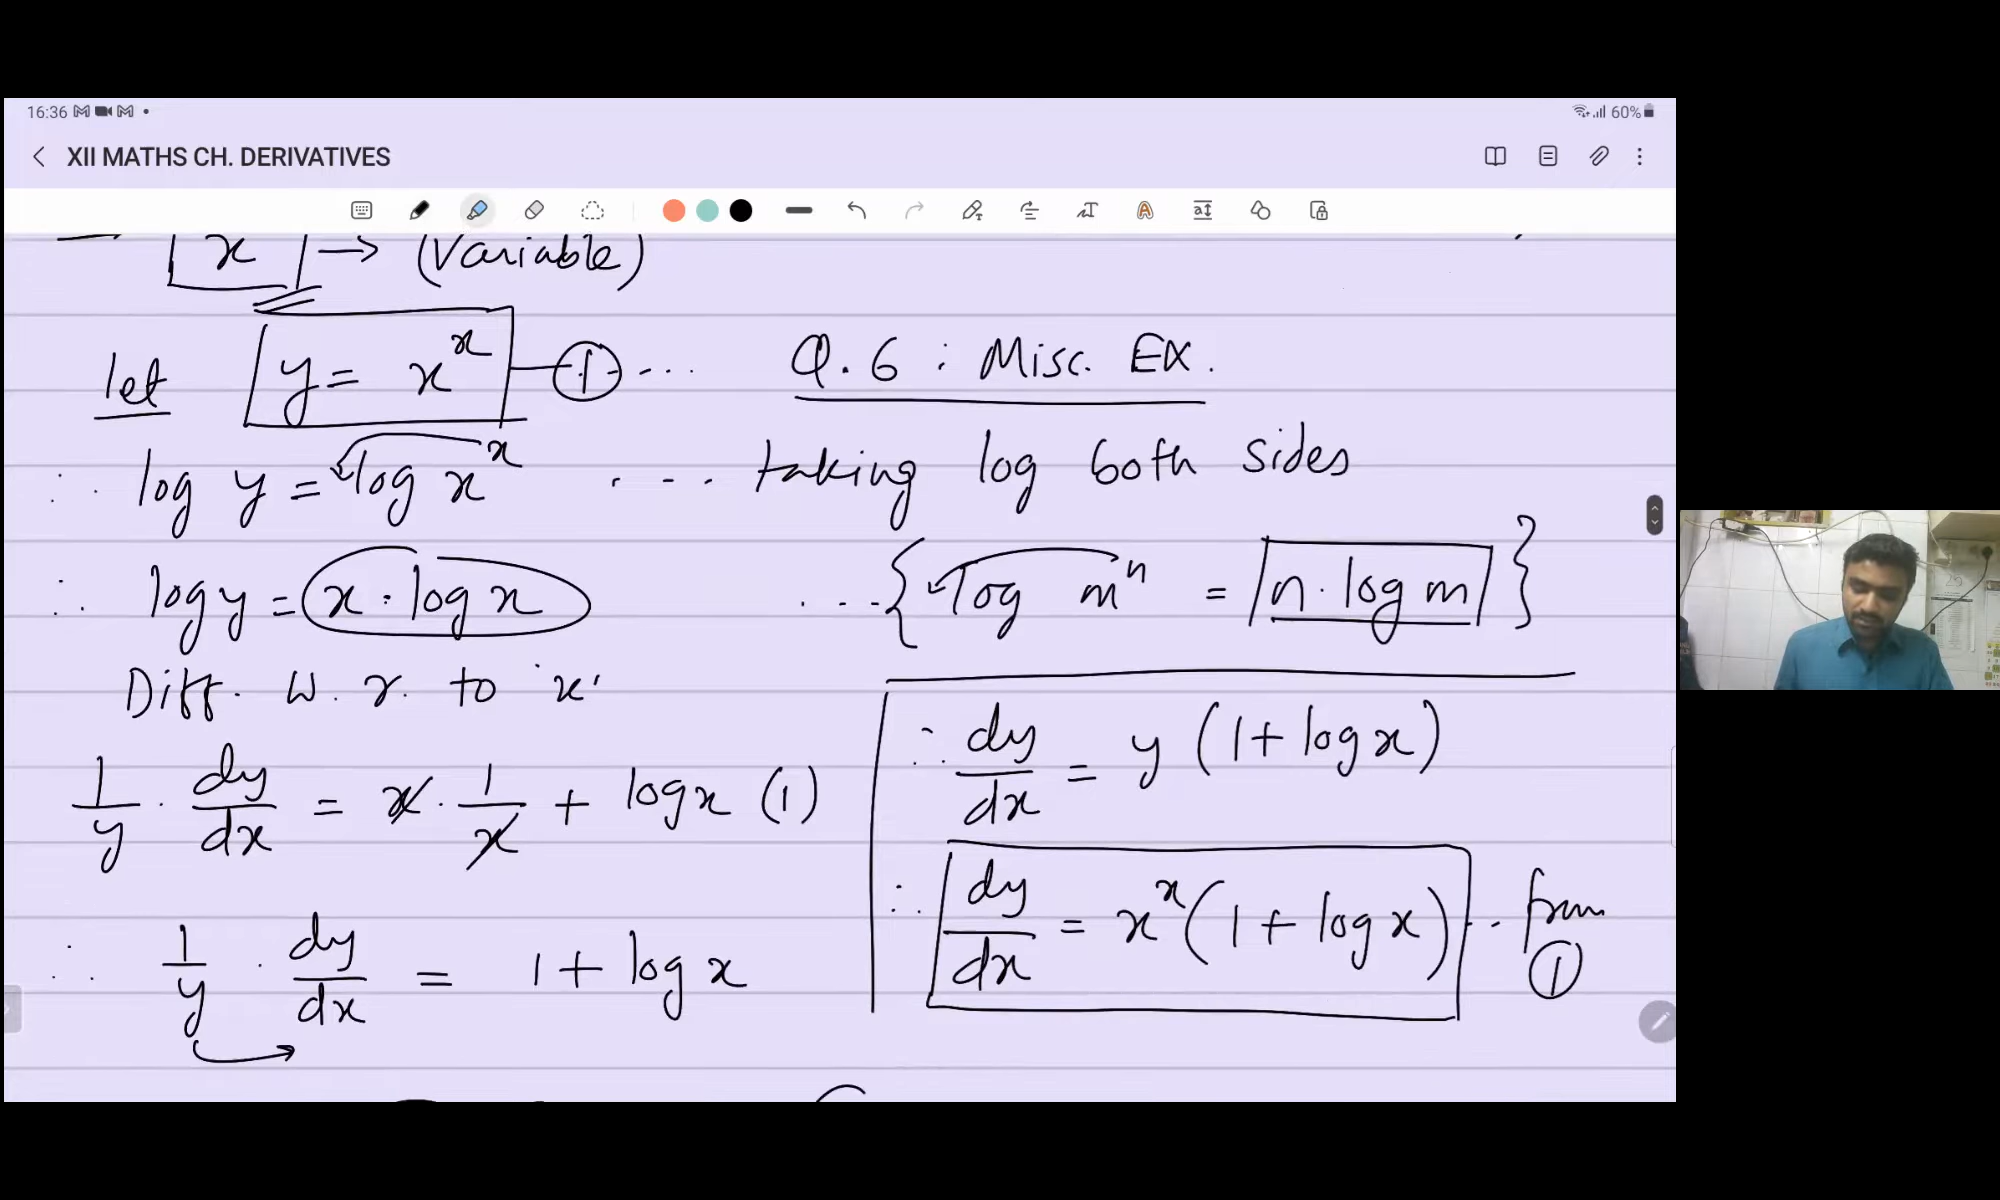 16:36
60%
XII MATHS CH. DERIVATIVES
x → (Variable)
let y = x^x — ① ... Q.6 : Misc. EX.
∴ log y = log x^x .... taking log both sides
∴ log y = x · log x ... { log m^n = n · log m }
Diff. w. r. to 'x'
1/y · dy/dx = x · 1/x + log x (1)
∴ 1/y · dy/dx = 1 + log x
∴ dy/dx = y (1 + log x)
∴ dy/dx = x^x (1 + log x) .. from ①